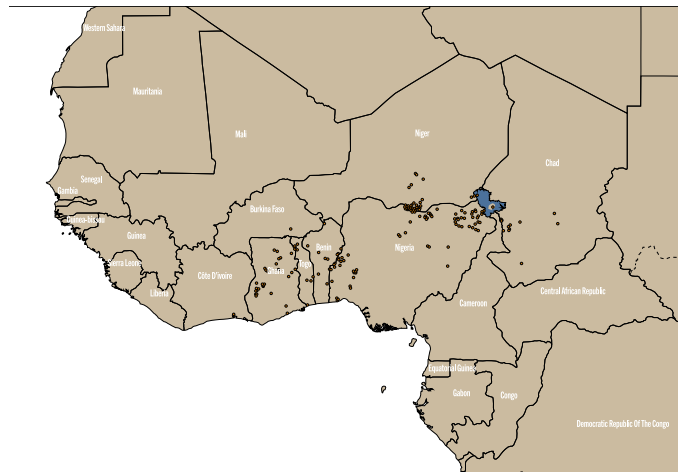 Western Sahara
Mauritania
Mali
Niger
Chad
Senegal
Gambia
Guinea-bissau
Guinea
Sierra Leone
Liberia
Côte D'ivoire
Burkina Faso
Ghana
Togo
Benin
Nigeria
Cameroon
Central African Republic
Equatorial Guinea
Gabon
Congo
Democratic Republic Of The Congo